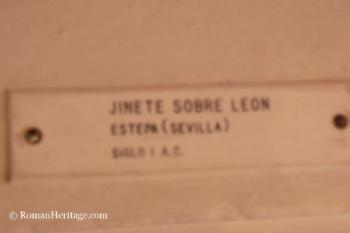 JINETE SOBRE LEON
ESTEPA (SEVILLA)
SIGLO I A.C.
© RomanHeritage.com